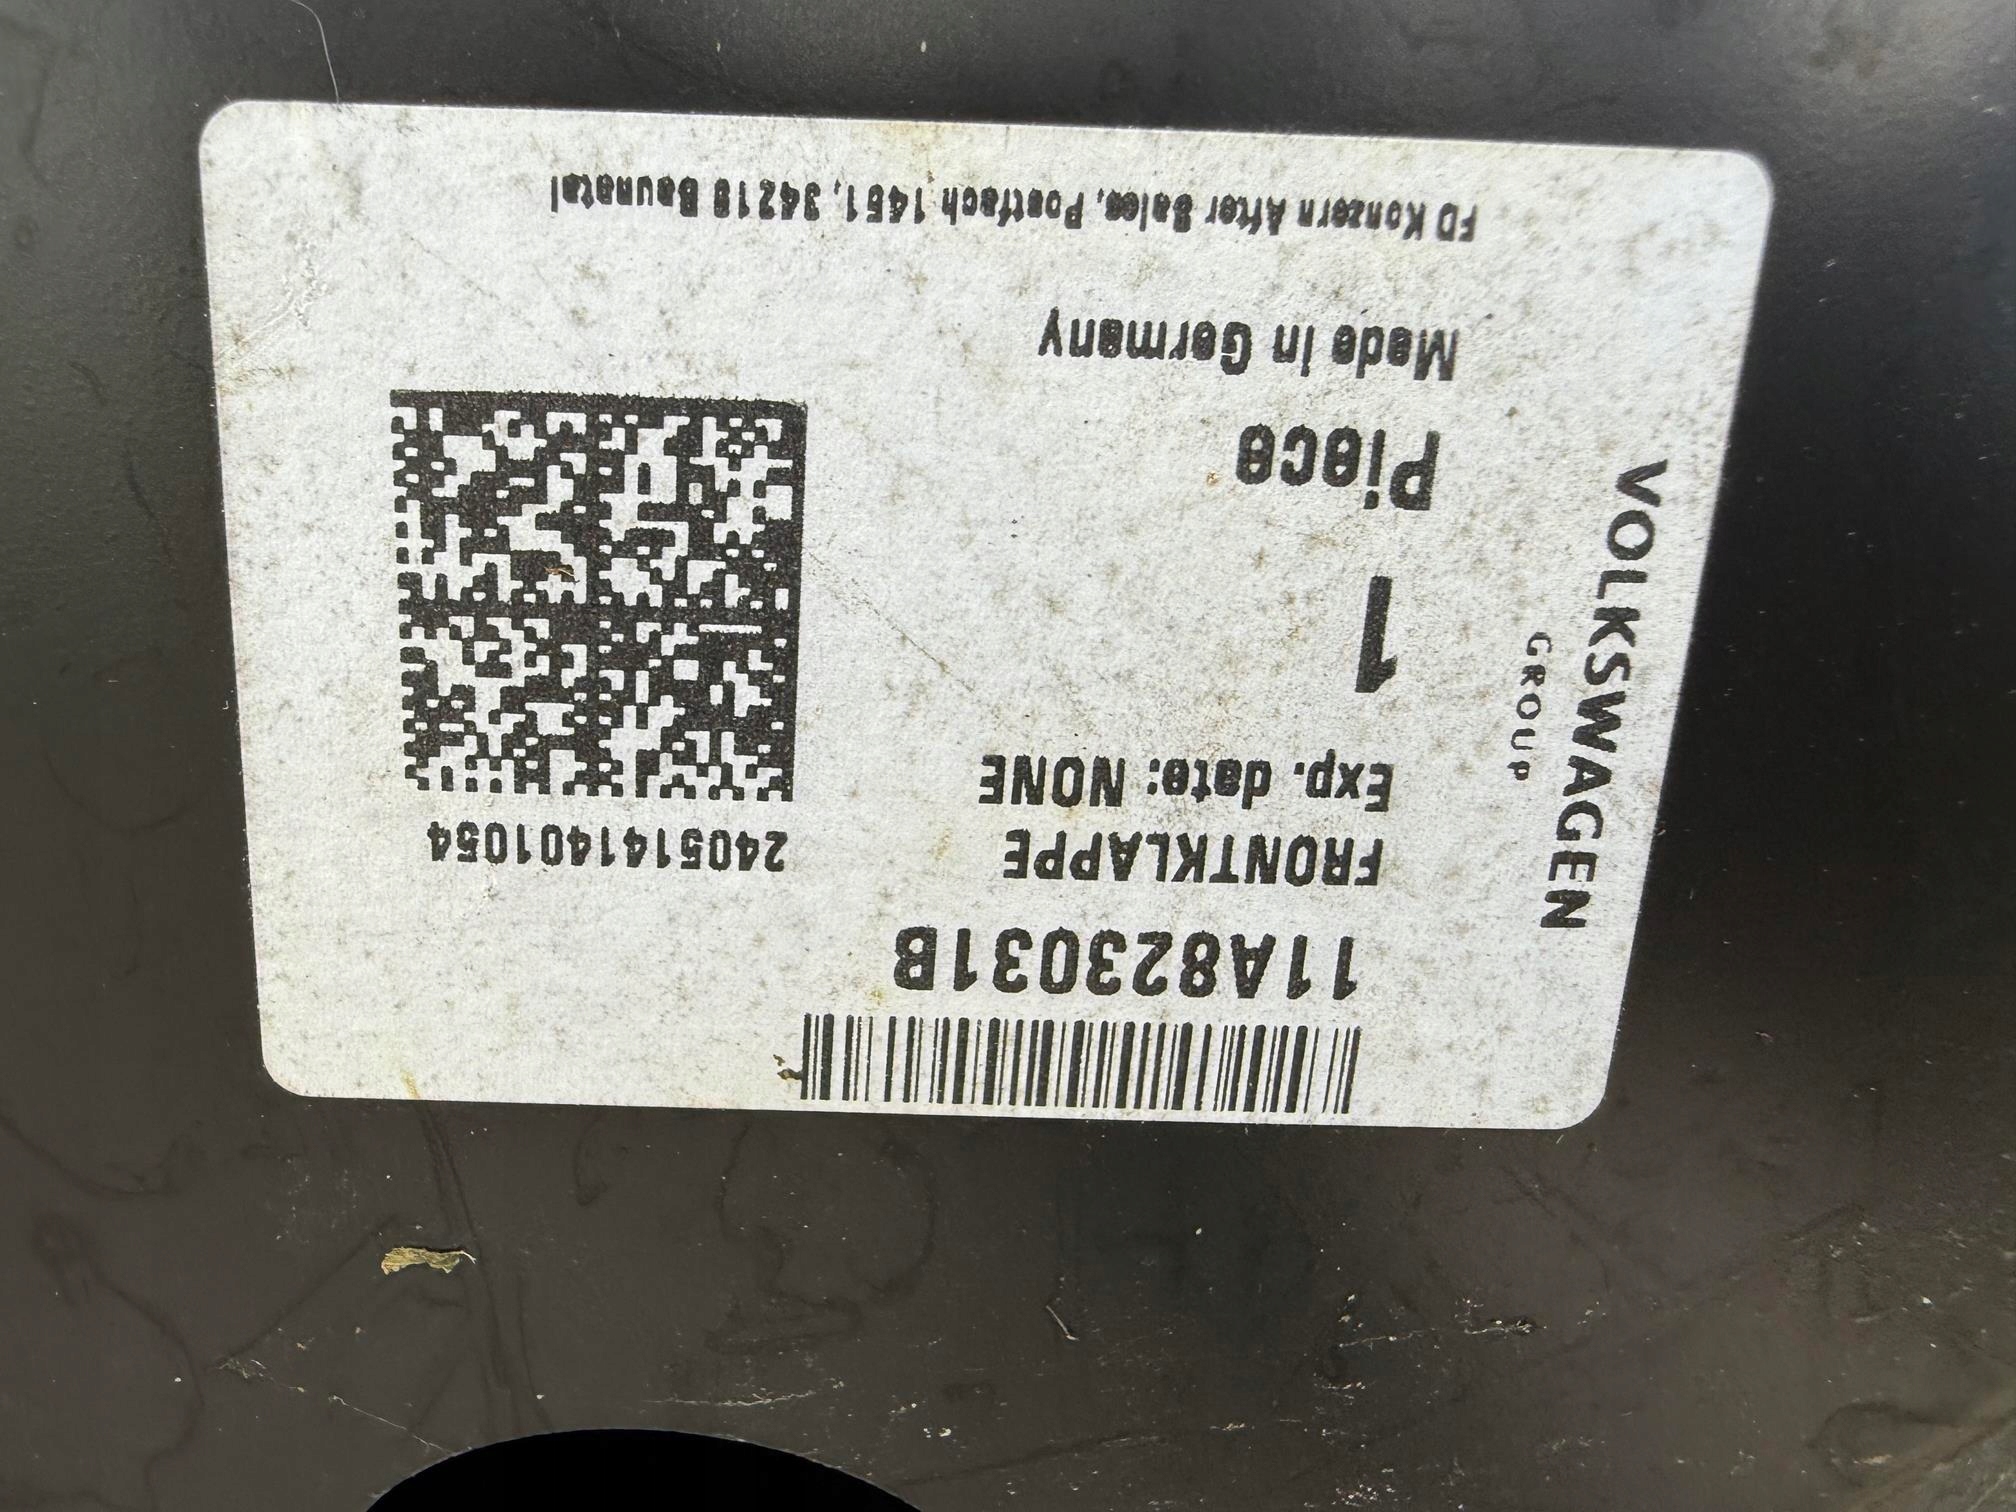 11A823031B
FRONTKLAPPE
2405141401054
Exp. date: NONE
1
Piece
Made in Germany
FD Konzern After Sales, Postfach 1451, 34218 Baunatal
VOLKSWAGEN
GROUP